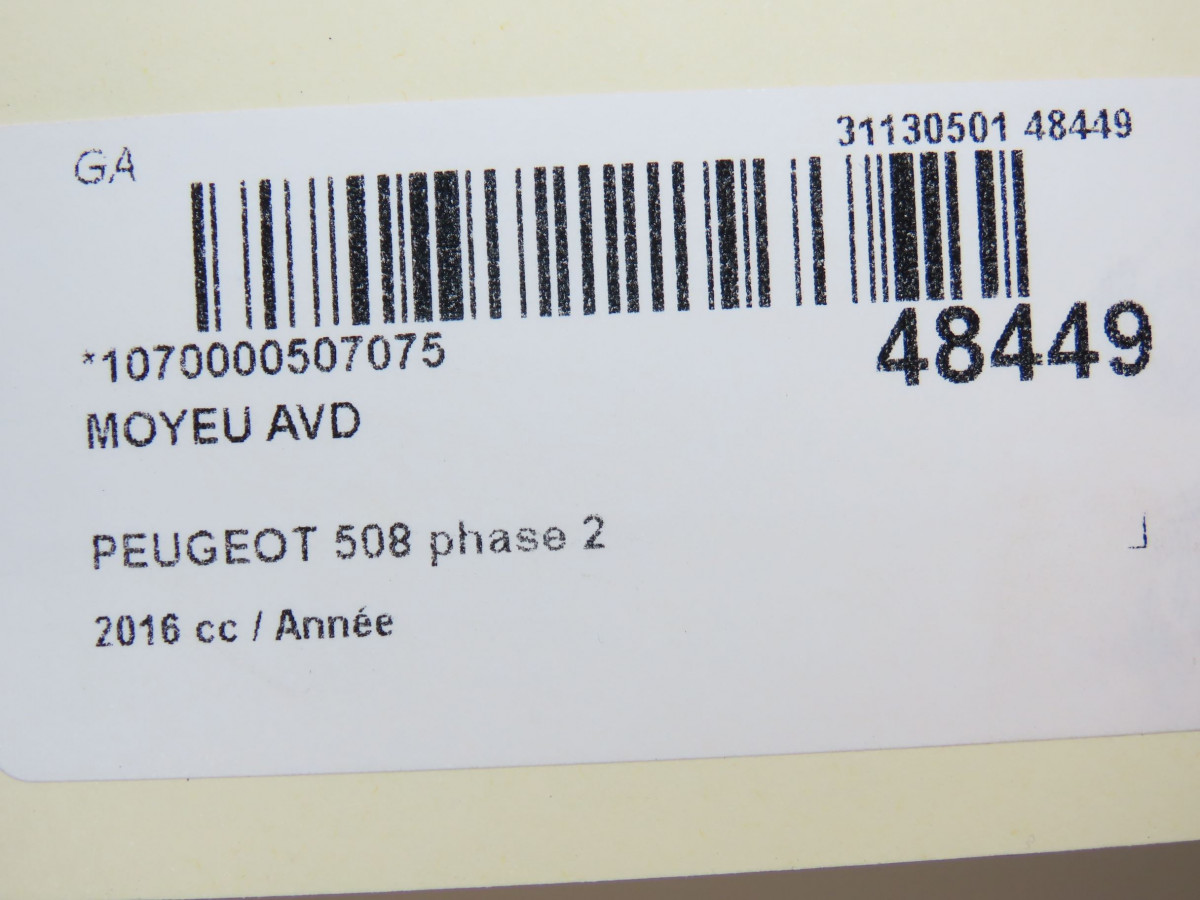 GA
31130501 48449
*1070000507075
48449
MOYEU AVD
PEUGEOT 508 phase 2
2016 cc / Année